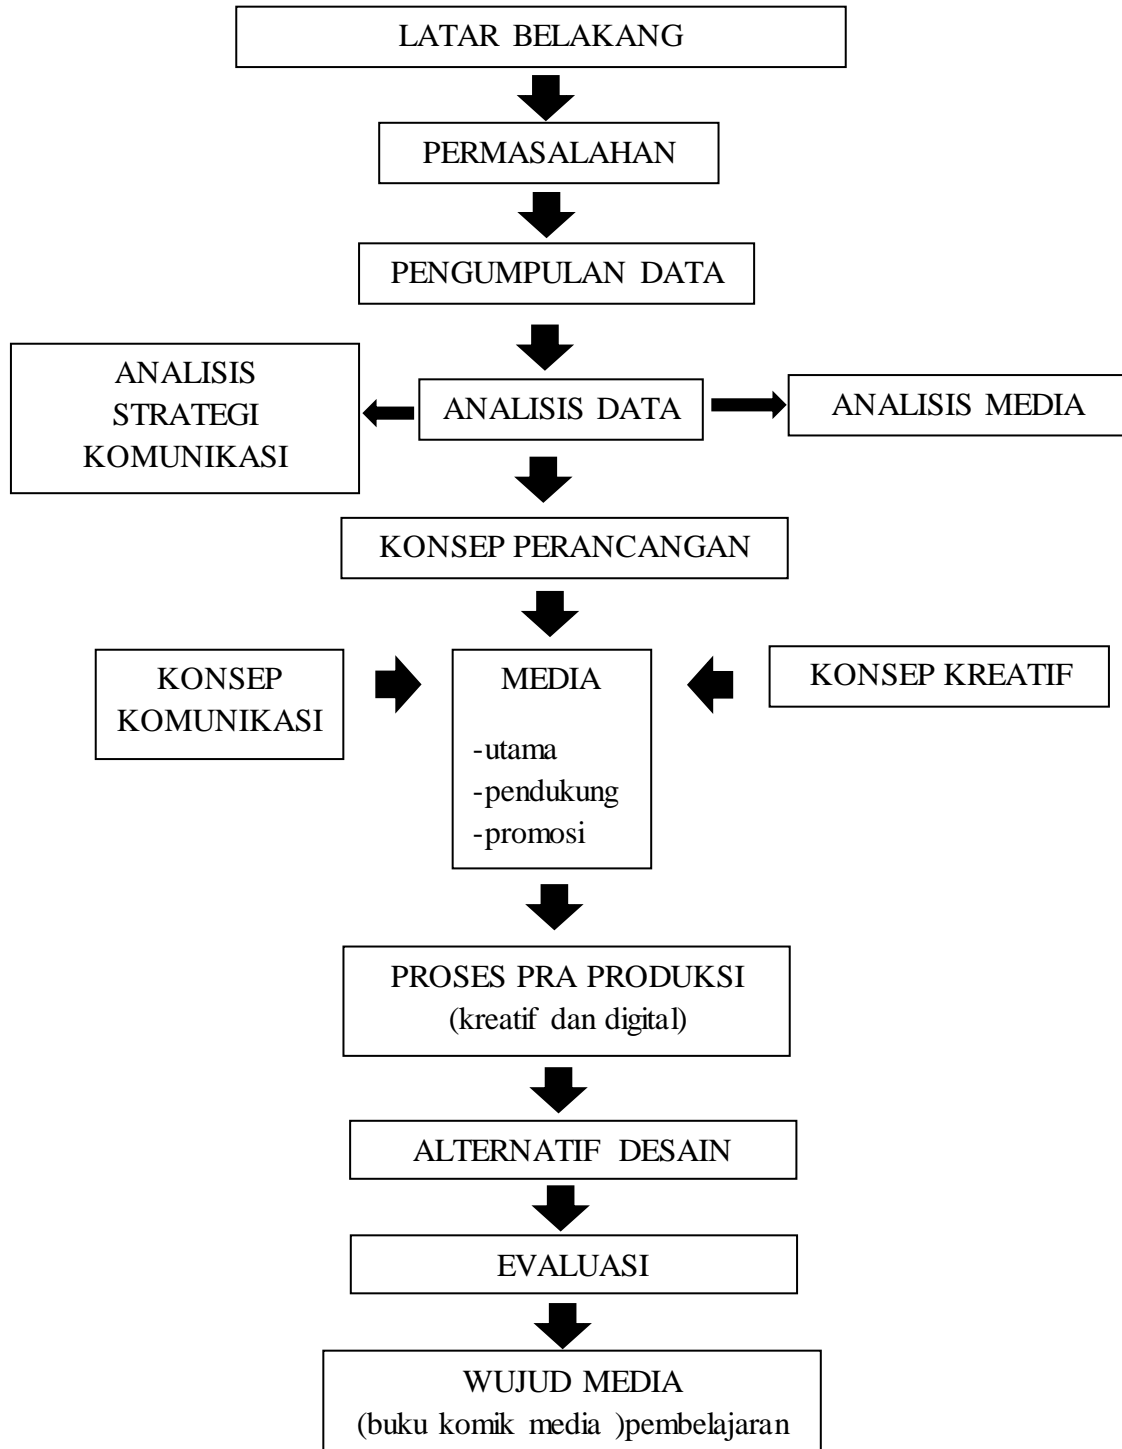 LATAR BELAKANG
PERMASALAHAN
PENGUMPULAN DATA
ANALISIS
STRATEGI
KOMUNIKASI
ANALISIS DATA
ANALISIS MEDIA
KONSEP PERANCANGAN
KONSEP
KOMUNIKASI
MEDIA
-utama
-pendukung
-promosi
KONSEP KREATIF
PROSES PRA PRODUKSI
(kreatif dan digital)
ALTERNATIF DESAIN
EVALUASI
WUJUD MEDIA
(buku komik media )pembelajaran